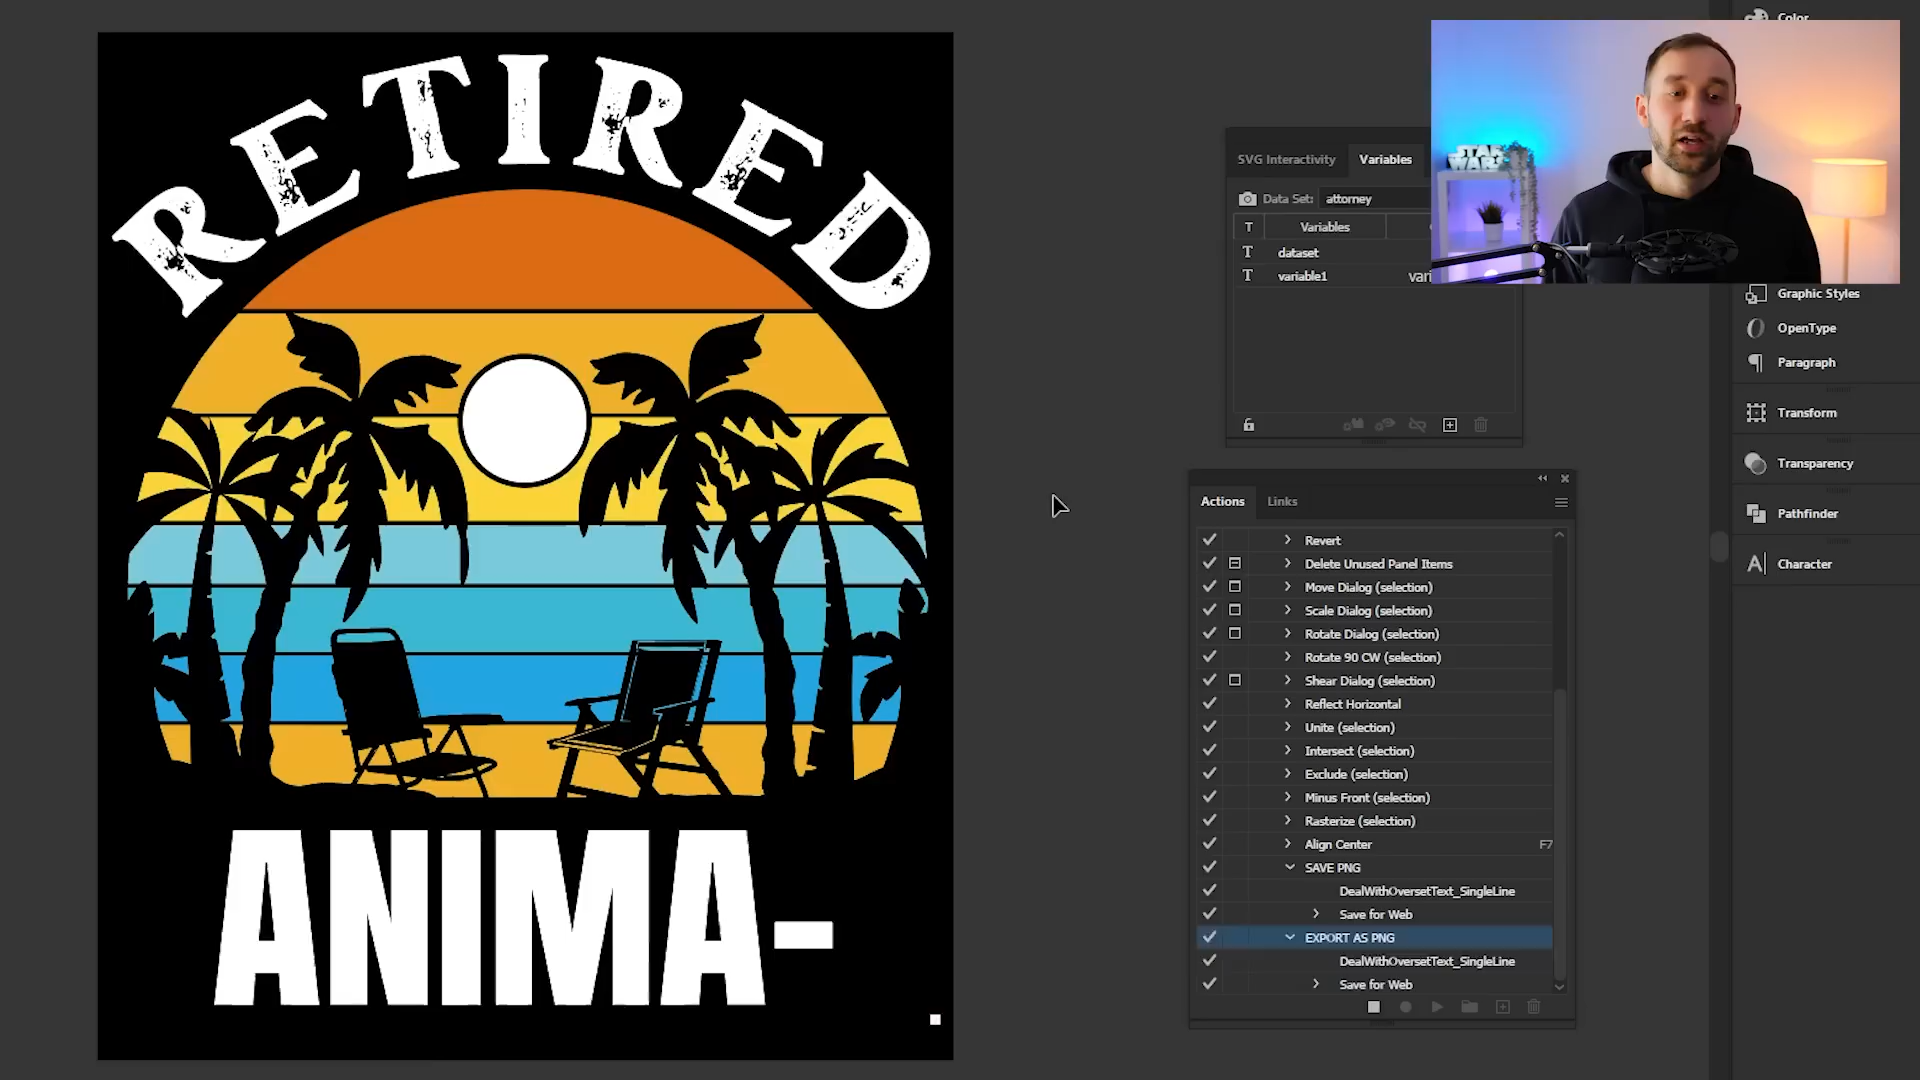 RETIRED
ANIMA-
Color
STAR
WARS
SVG Interactivity
Variables
Data Set:
attorney
T
Variables
T
dataset
T
variable1
vari
Graphic Styles
OpenType
Paragraph
Transform
Transparency
Pathfinder
Character
Actions
Links
Revert
Delete Unused Panel Items
Move Dialog (selection)
Scale Dialog (selection)
Rotate Dialog (selection)
Rotate 90 CW (selection)
Shear Dialog (selection)
Reflect Horizontal
Unite (selection)
Intersect (selection)
Exclude (selection)
Minus Front (selection)
Rasterize (selection)
Align Center
F7
SAVE PNG
DealWithOversetText_SingleLine
Save for Web
EXPORT AS PNG
DealWithOversetText_SingleLine
Save for Web